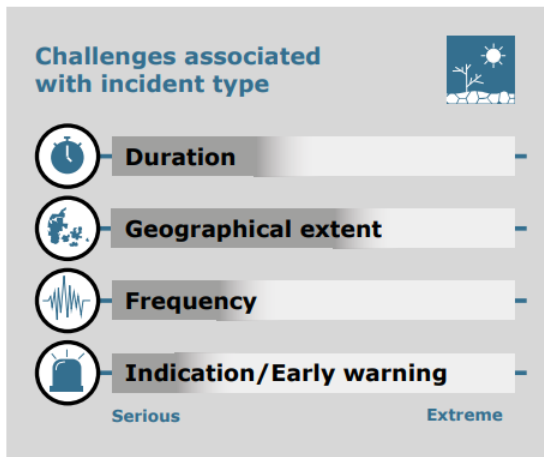 Challenges associated
with incident type
Duration
Geographical extent
Frequency
Indication/Early warning
Serious Extreme